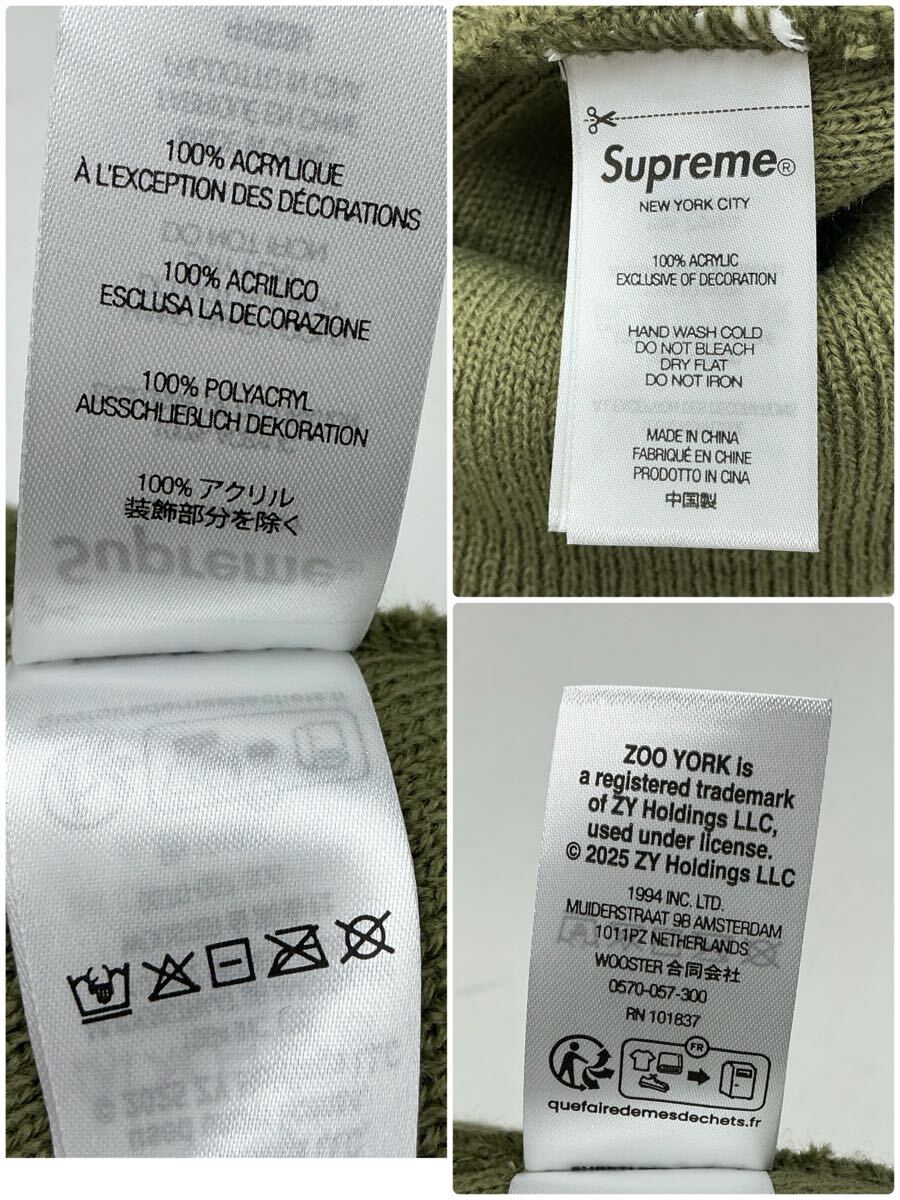 100% ACRYLIQUE
À L'EXCEPTION DES DÉCORATIONS
100% ACRILICO
ESCLUSA LA DECORAZIONE
100% POLYACRYL
AUSSCHLIEßLICH DEKORATION
100% アクリル
装飾部分を除く
Supreme®
NEW YORK CITY
100% ACRYLIC
EXCLUSIVE OF DECORATION
HAND WASH COLD
DO NOT BLEACH
DRY FLAT
DO NOT IRON
MADE IN CHINA
FABRIQUÉ EN CHINE
PRODOTTO IN CINA
中国製
ZOO YORK is
a registered trademark
of ZY Holdings LLC,
used under license.
© 2025 ZY Holdings LLC
1994 INC. LTD.
MUIDERSTRAAT 9B AMSTERDAM
1011PZ NETHERLANDS
WOOSTER 合同会社
0570-057-300
RN 101837
FR
quefairedemesdechets.fr